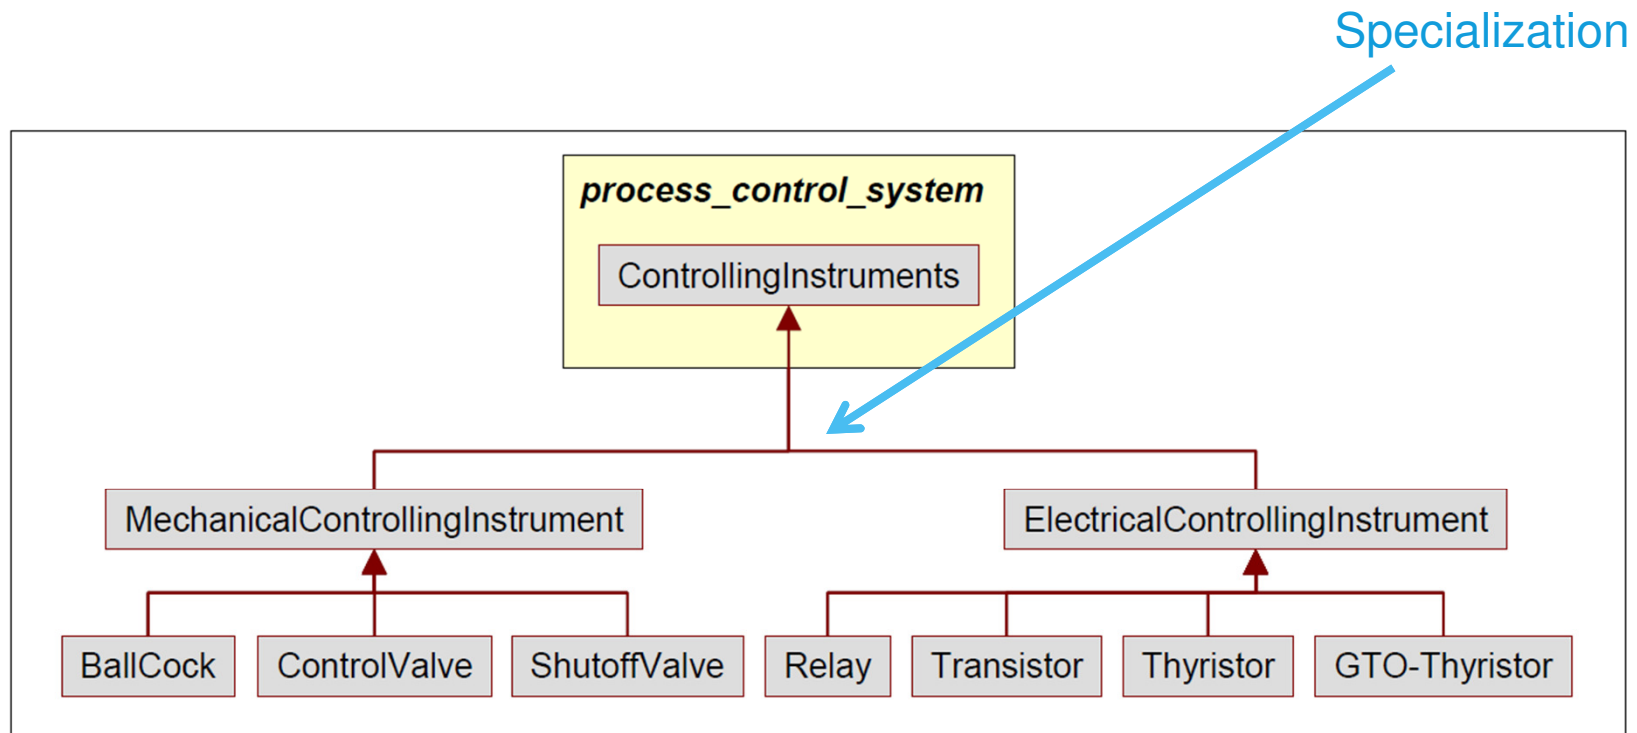 Specialization
process_control_system
ControllingInstruments
MechanicalControllingInstrument
ElectricalControllingInstrument
BallCock
ControlValve
ShutoffValve
Relay
Transistor
Thyristor
GTO-Thyristor